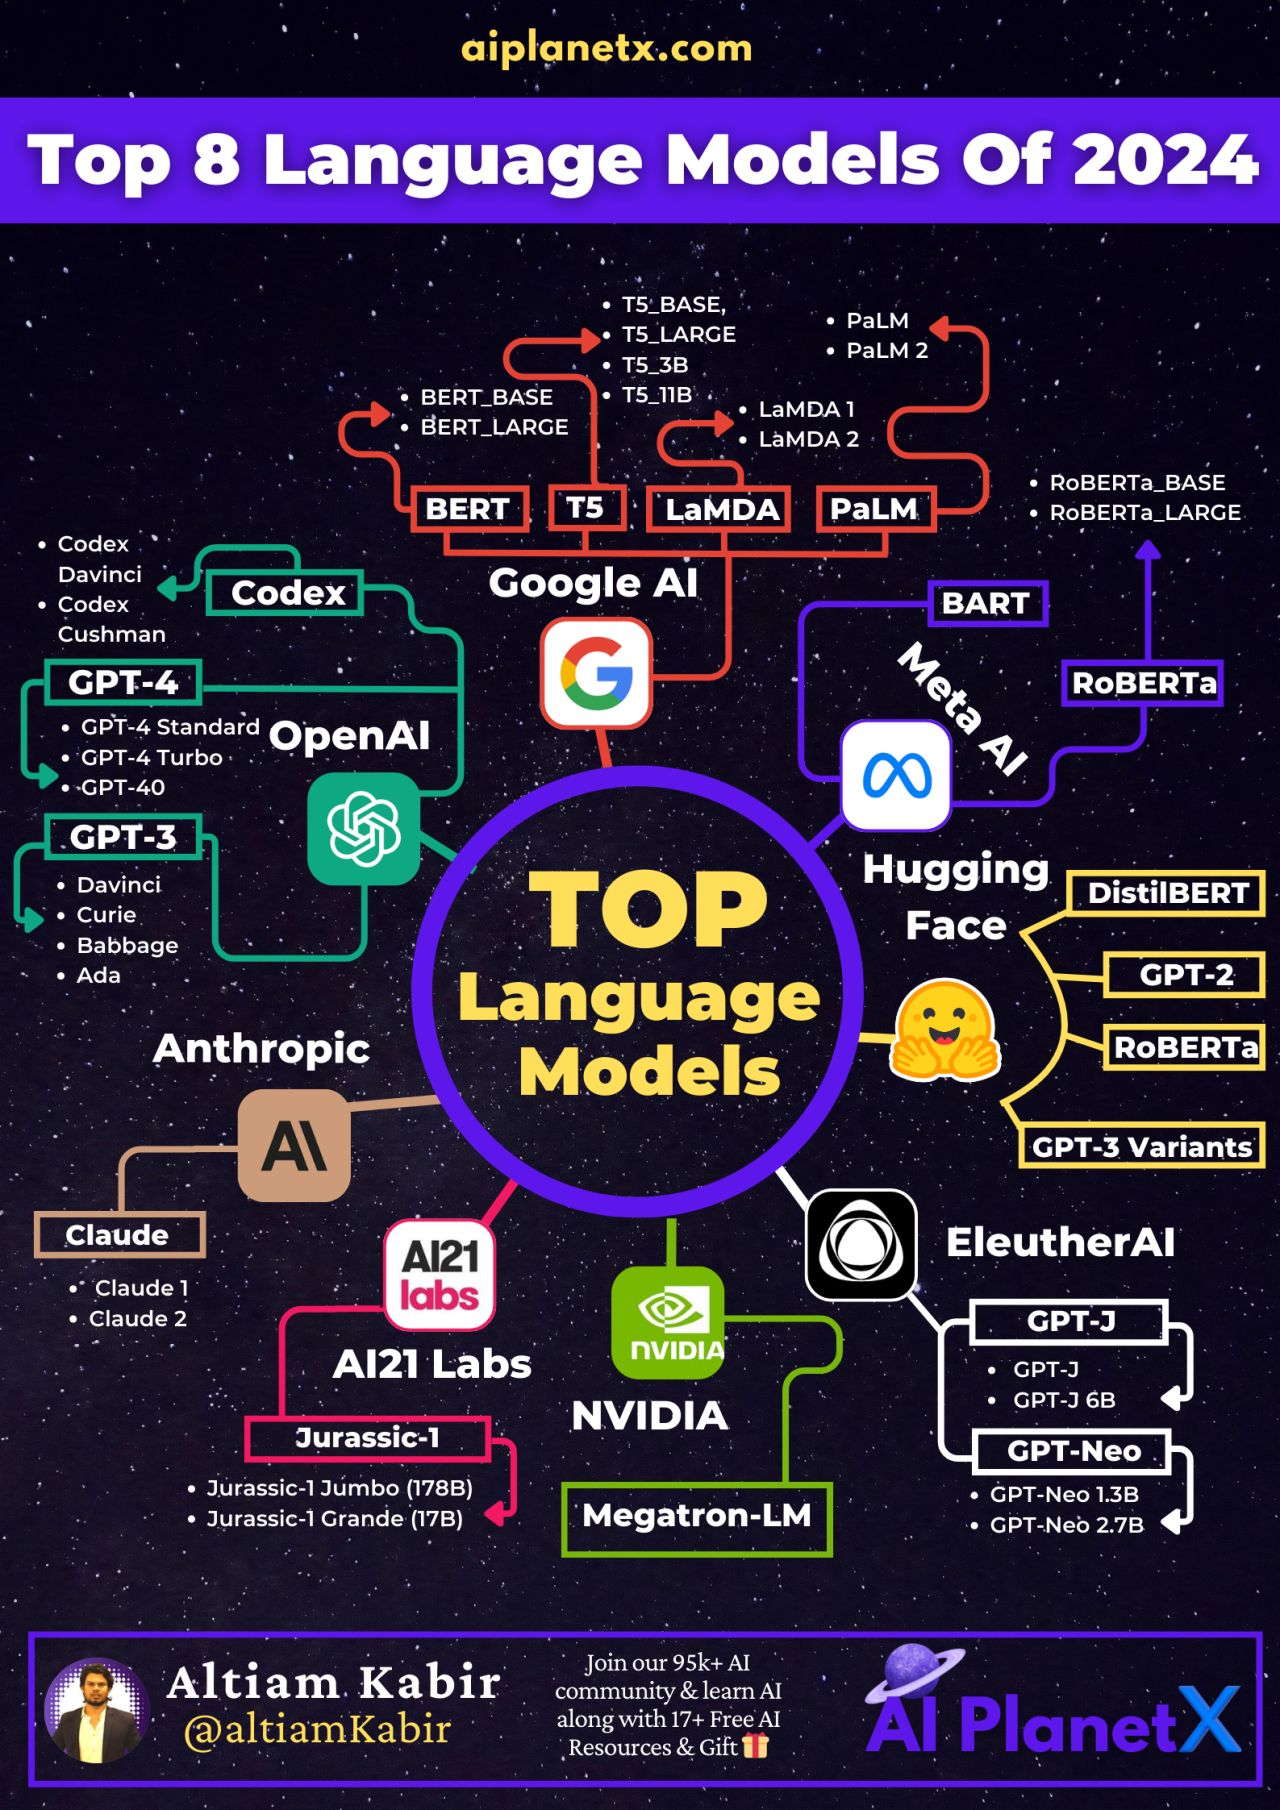 aiplanetx.com
Top 8 Language Models Of 2024
T5_BASE,
T5_LARGE
T5_3B
T5_11B
PaLM
PaLM 2
BERT_BASE
BERT_LARGE
LaMDA 1
LaMDA 2
BERT
T5
LaMDA
PaLM
Google AI
RoBERTa_BASE
RoBERTa_LARGE
BART
RoBERTa
Meta AI
Codex
Davinci
Codex
Cushman
Codex
GPT-4
GPT-4 Standard
GPT-4 Turbo
GPT-40
OpenAI
GPT-3
Davinci
Curie
Babbage
Ada
TOP
Language
Models
Hugging
Face
DistilBERT
GPT-2
RoBERTa
GPT-3 Variants
Anthropic
A\
Claude
Claude 1
Claude 2
AI21
labs
AI21 Labs
Jurassic-1
Jurassic-1 Jumbo (178B)
Jurassic-1 Grande (17B)
nVIDIA
NVIDIA
Megatron-LM
EleutherAI
GPT-J
GPT-J
GPT-J 6B
GPT-Neo
GPT-Neo 1.3B
GPT-Neo 2.7B
Altiam Kabir
@altiamKabir
Join our 95k+ AI
community & learn AI
along with 17+ Free AI
Resources & Gift🎁
AI PlanetX